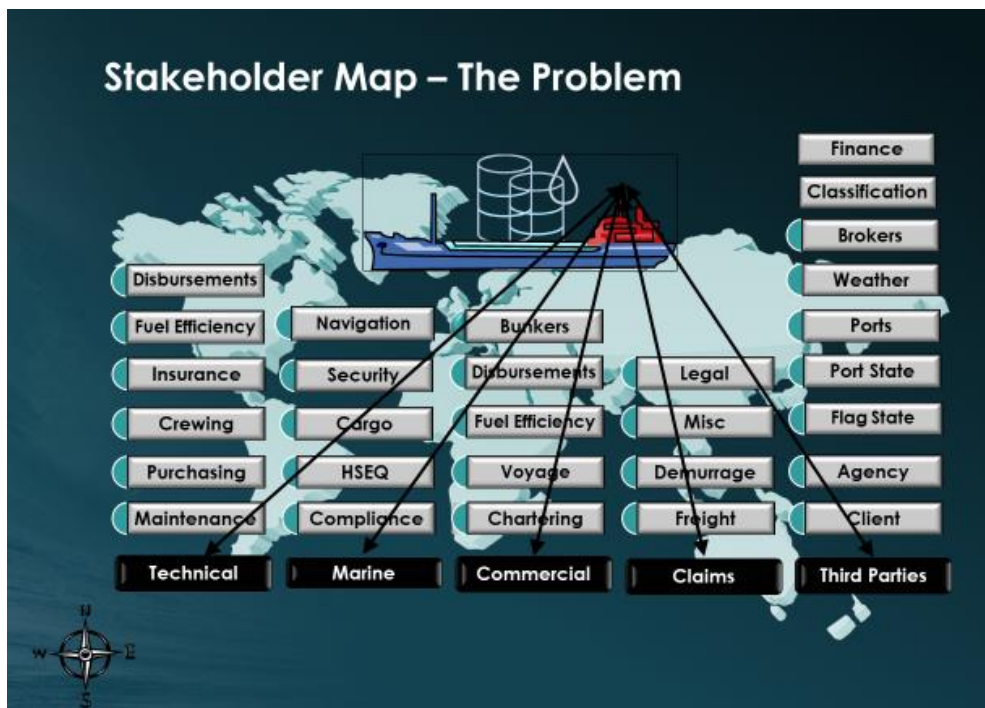 Stakeholder Map – The Problem
Finance
Classification
Brokers
Weather
Ports
Port State
Flag State
Agency
Client
Third Parties
Disbursements
Fuel Efficiency
Insurance
Crewing
Purchasing
Maintenance
Technical
Navigation
Security
Cargo
HSEQ
Compliance
Marine
Bunkers
Disbursements
Fuel Efficiency
Voyage
Chartering
Commercial
Legal
Misc
Demurrage
Freight
Claims
N
W
E
S